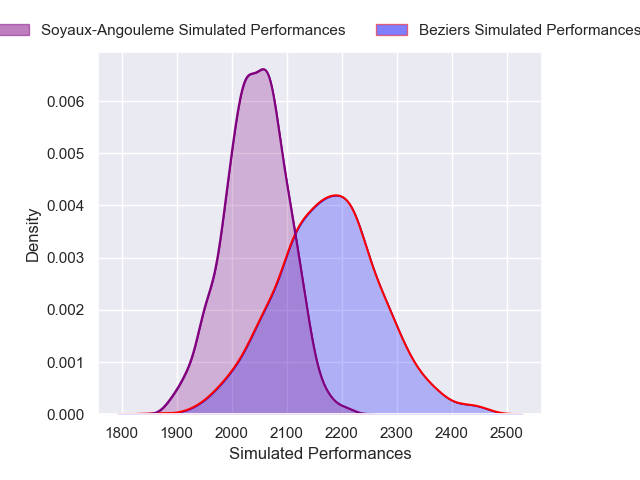 Soyaux-Angouleme Simulated Performances
Beziers Simulated Performances
0.006
0.005
0.004
0.003
0.002
0.001
0.000
Density
1800 1900 2000 2100 2200 2300 2400 2500
Simulated Performances